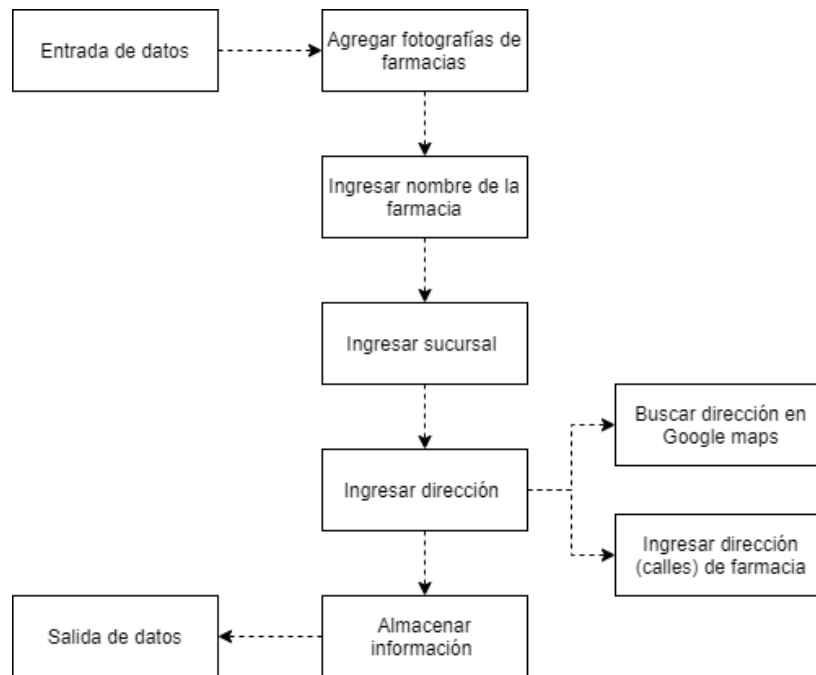 Entrada de datos
Agregar fotografías de
farmacias
Ingresar nombre de la
farmacia
Ingresar sucursal
Ingresar dirección
Buscar dirección en
Google maps
Ingresar dirección
(calles) de farmacia
Almacenar
información
Salida de datos